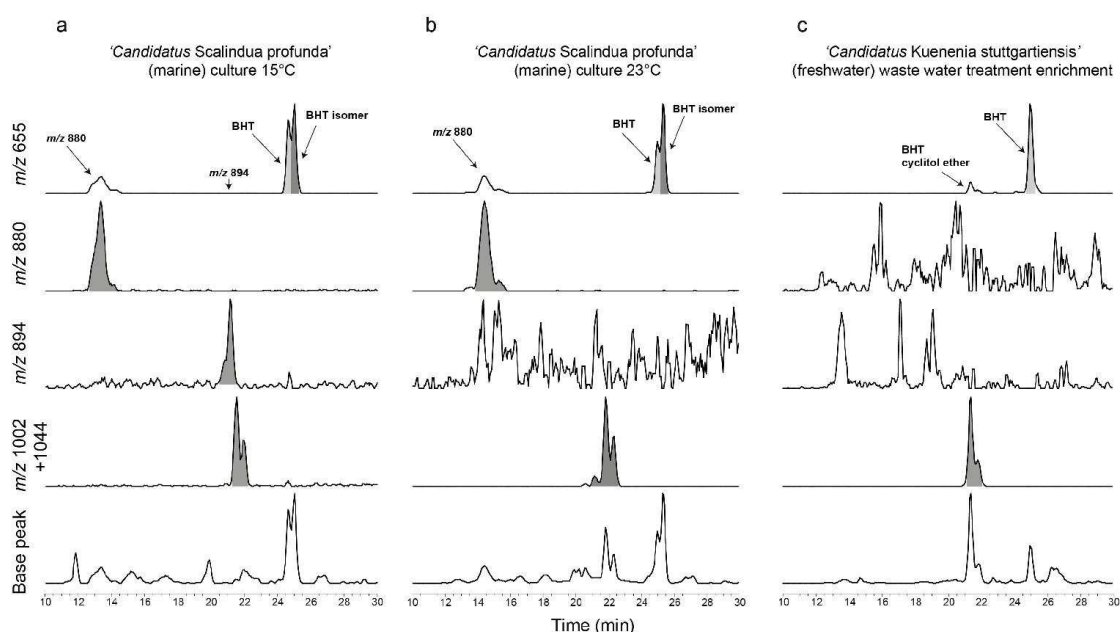 a
'Candidatus Scalindua profunda'
(marine) culture 15°C
b
'Candidatus Scalindua profunda'
(marine) culture 23°C
c
'Candidatus Kuenenia stuttgartiensis'
(freshwater) waste water treatment enrichment
m/z 655
m/z 880
BHT
BHT isomer
m/z 894
m/z 880
BHT
BHT isomer
BHT
cyclitol ether
BHT
m/z 880
m/z 894
m/z 1002
+1044
Base peak
10 12 14 16 18 20 22 24 26 28 30
10 12 14 16 18 20 22 24 26 28 30
10 12 14 16 18 20 22 24 26 28 30
Time (min)